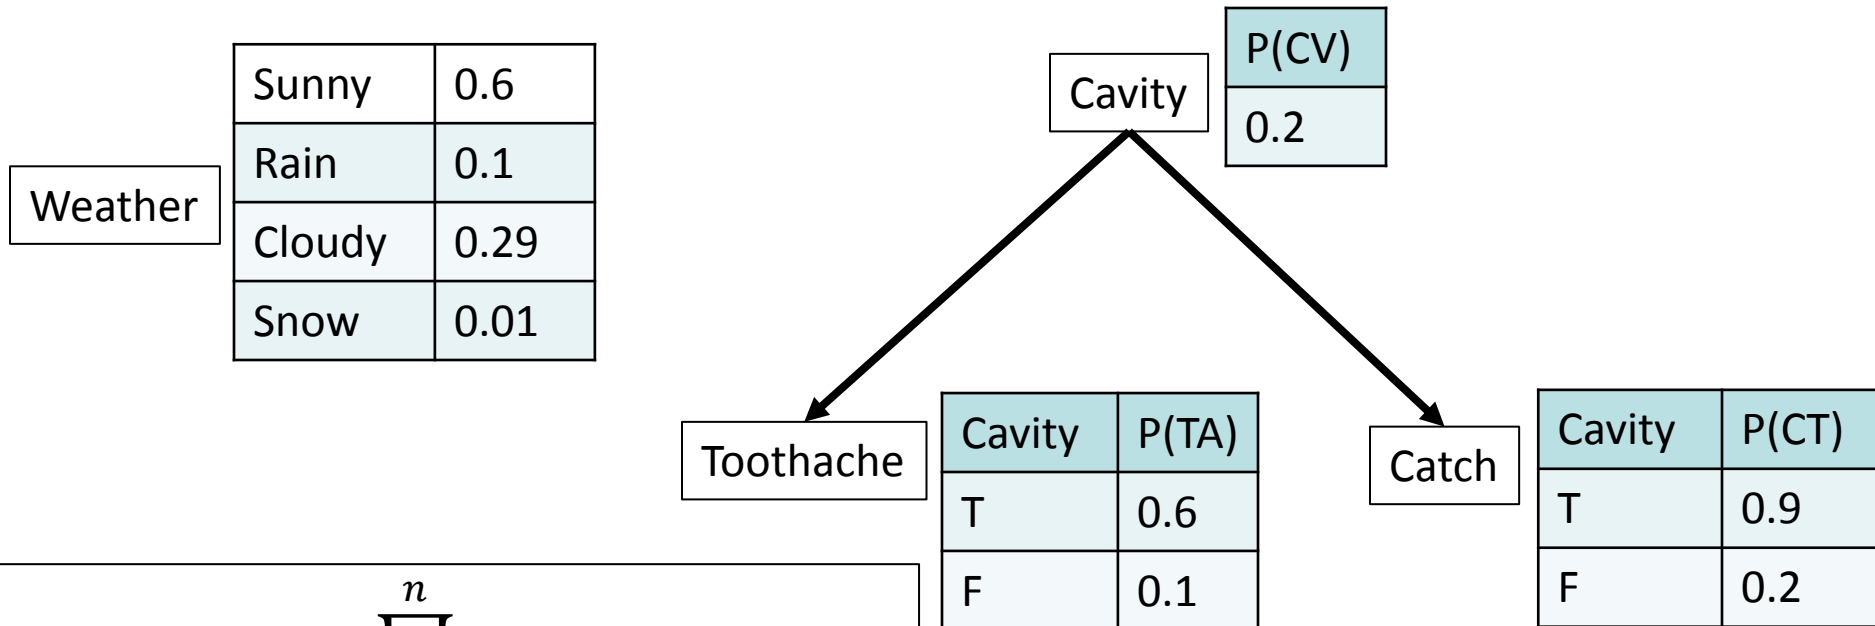 Weather
Sunny 0.6
Rain 0.1
Cloudy 0.29
Snow 0.01
Cavity
P(CV)
0.2
Toothache
Cavity P(TA)
T 0.6
F 0.1
Catch
Cavity P(CT)
T 0.9
F 0.2
n